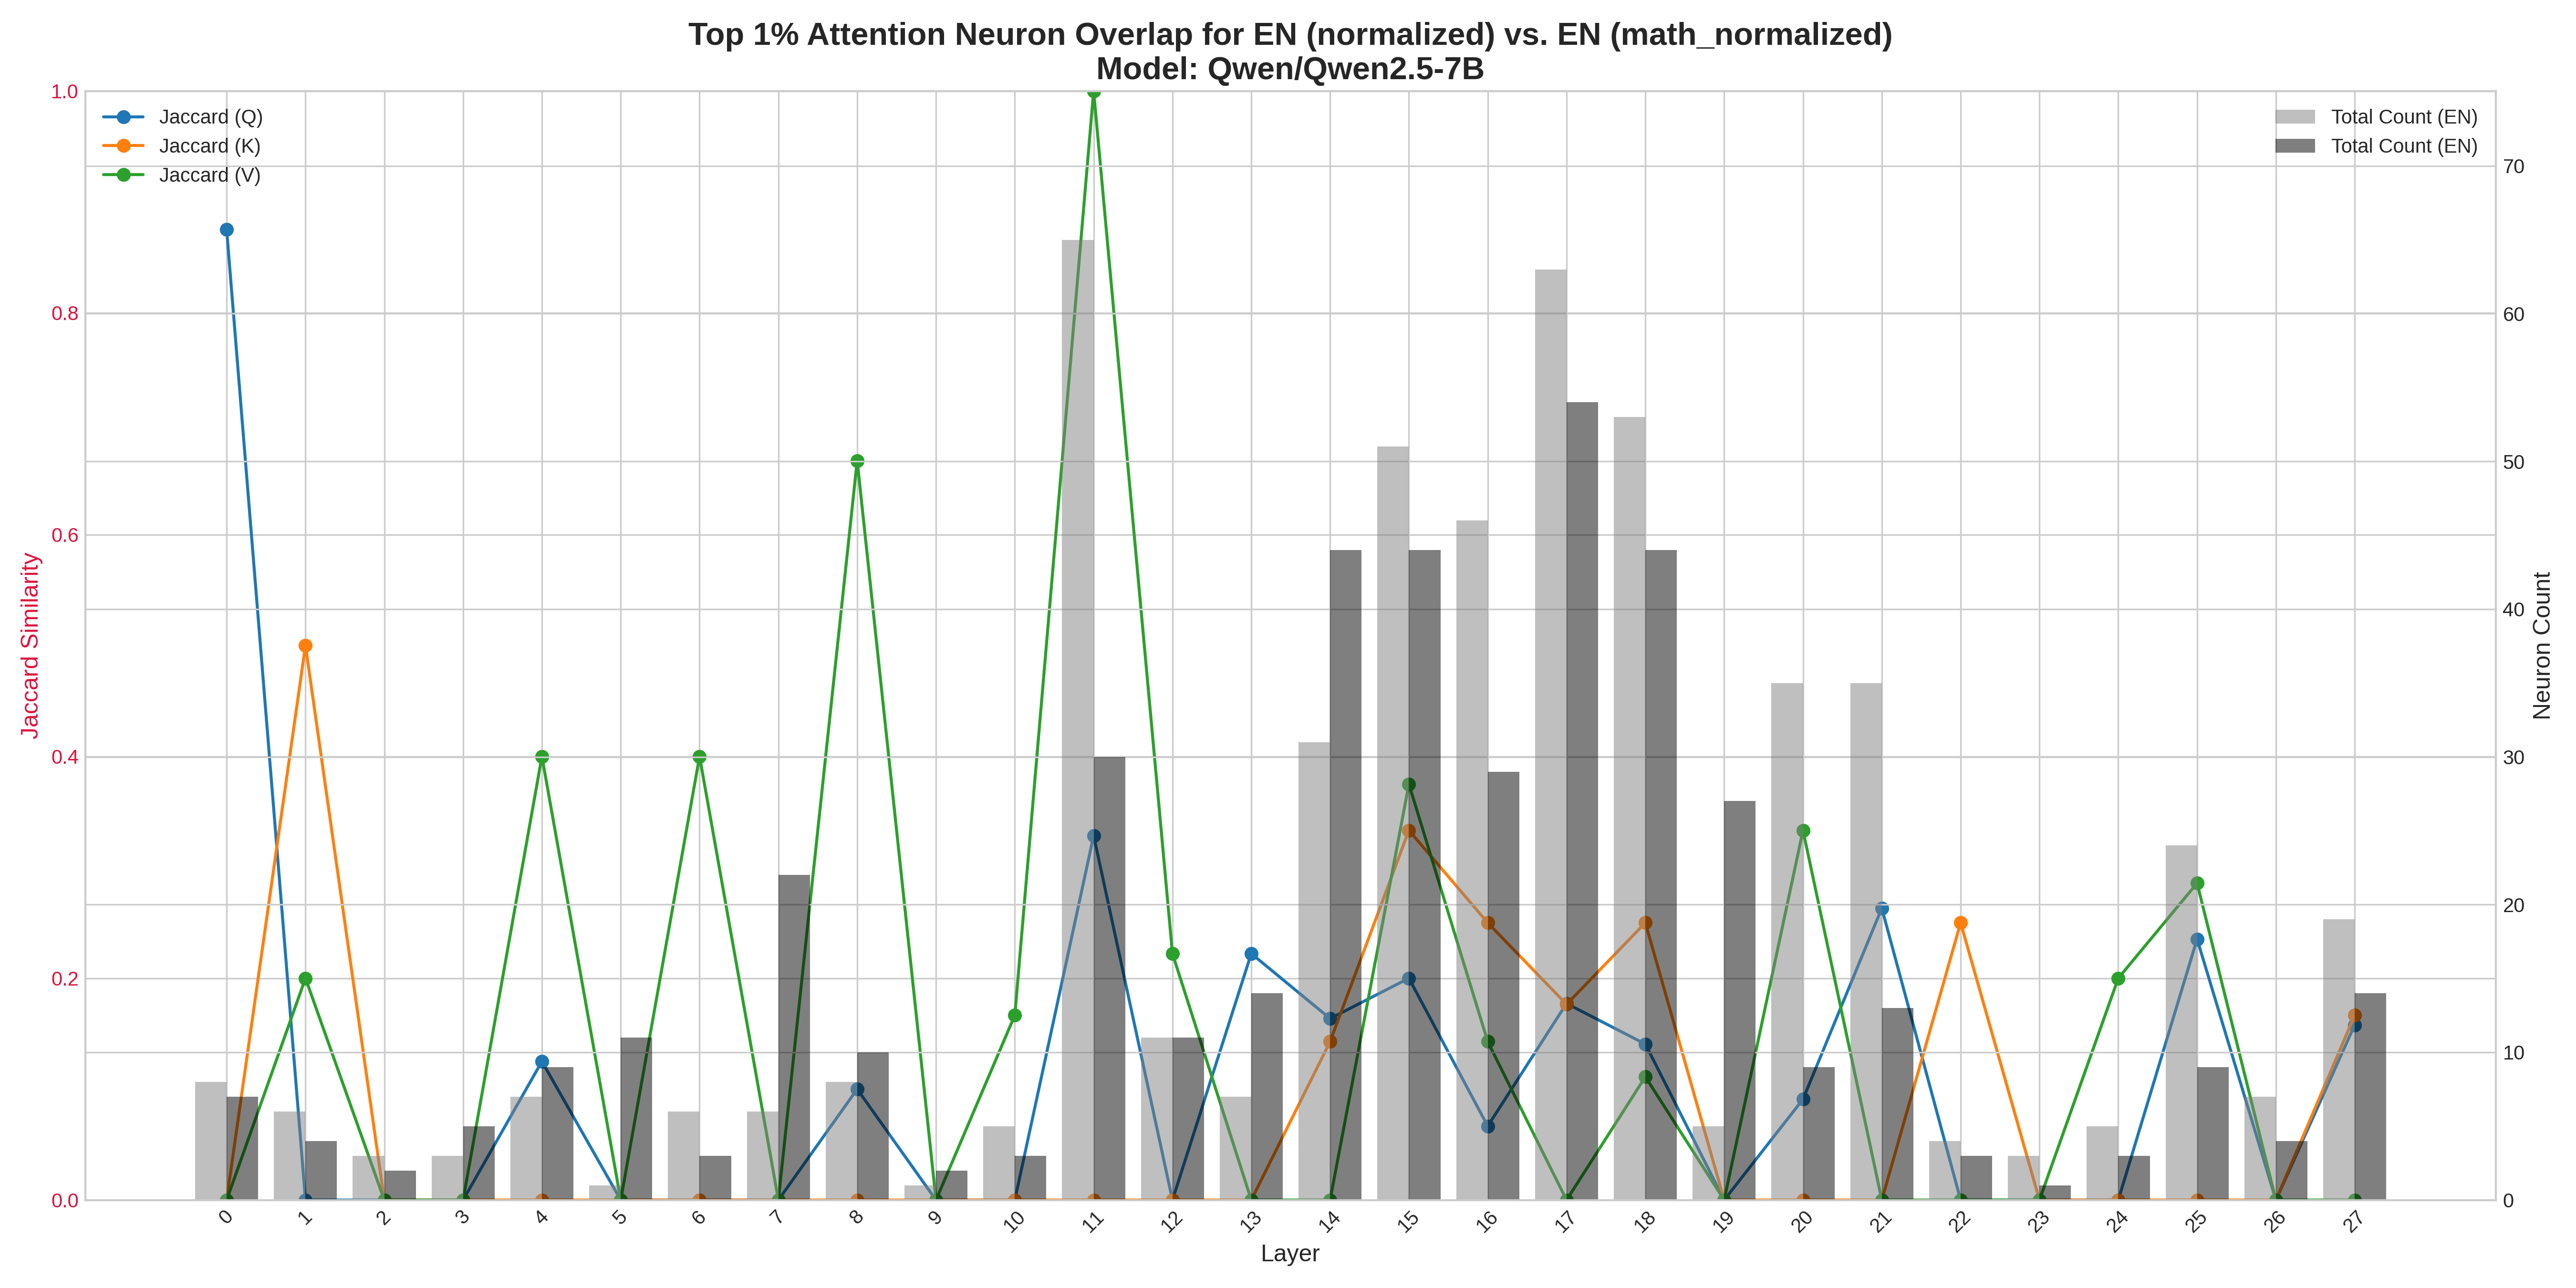 Top 1% Attention Neuron Overlap for EN (normalized) vs. EN (math_normalized)
Model: Qwen/Qwen2.5-7B
Jaccard (Q)
Jaccard (K)
Jaccard (V)
Total Count (EN)
Total Count (EN)
Jaccard Similarity
1.0
0.8
0.6
0.4
0.2
0.0
Neuron Count
70
60
50
40
30
20
10
0
0 1 2 3 4 5 6 7 8 9 10 11 12 13 14 15 16 17 18 19 20 21 22 23 24 25 26 27
Layer